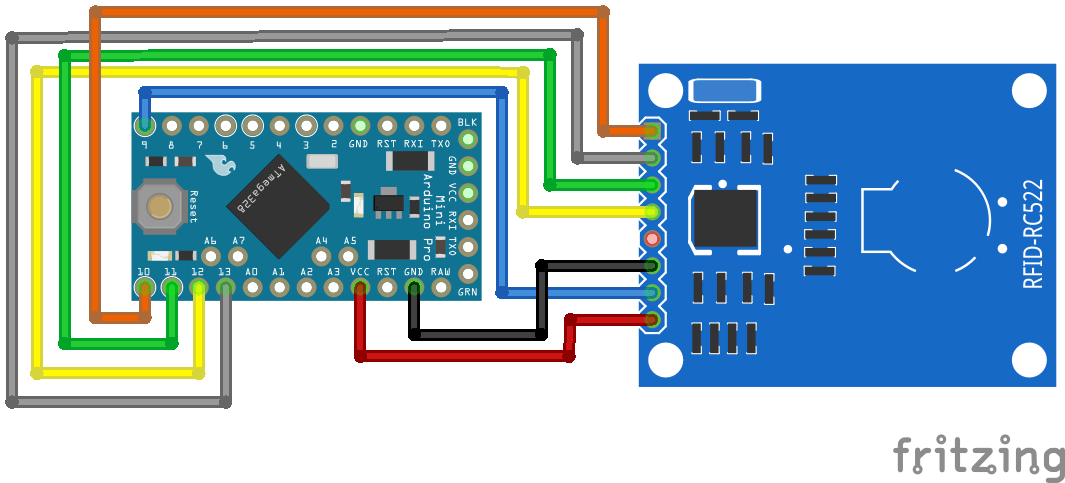 BLK
9 8 7 6 5 4 3 2 GND RST RXI TXO
GND VCC RXI TXO
GRN
Reset
ATmega328
Arduino Pro
Mini
A6 A7 A4 A5
10 11 12 13 A0 A1 A2 A3 VCC RST GND RAW
RFID-RC522
fritzing